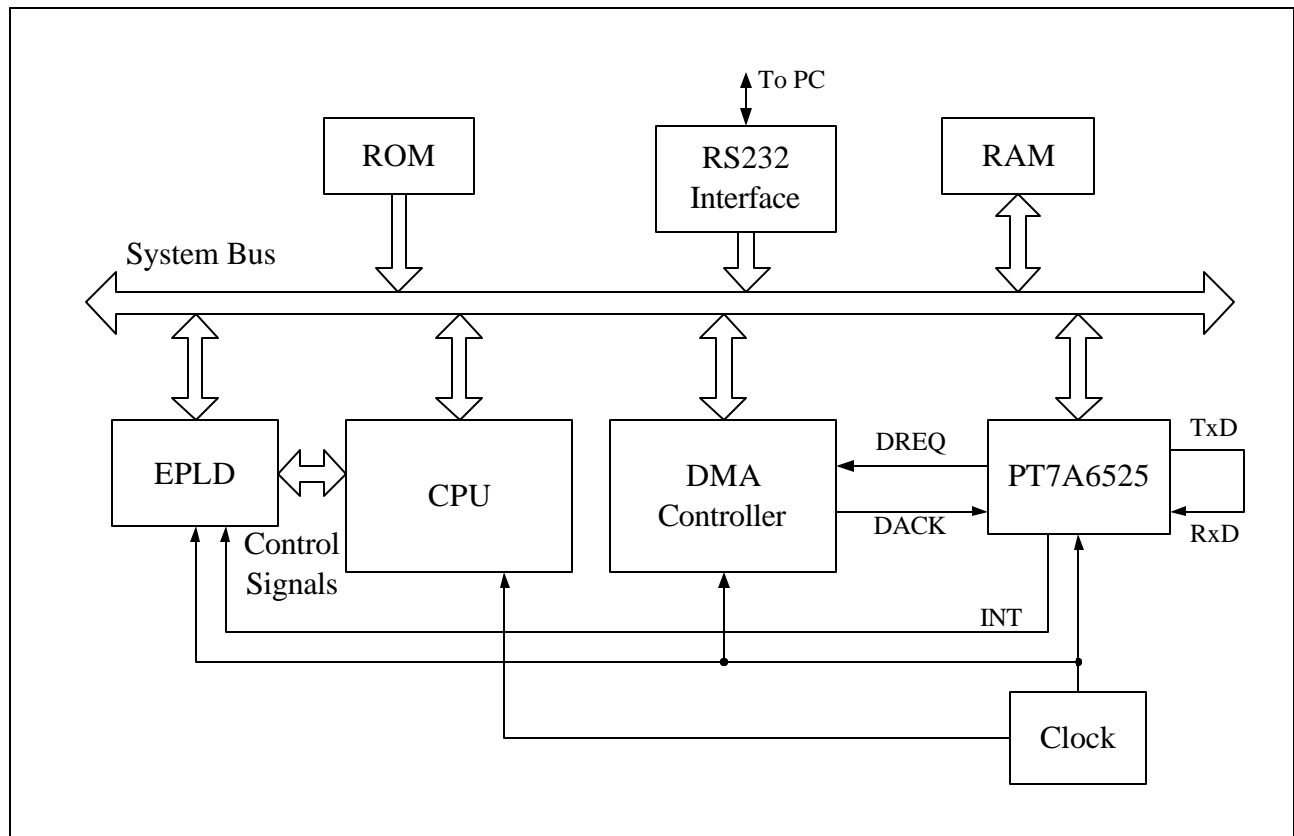 To PC
ROM
RS232
Interface
RAM
System Bus
EPLD
CPU
Control
Signals
DMA
Controller
DREQ
DACK
PT7A6525
TxD
RxD
INT
Clock